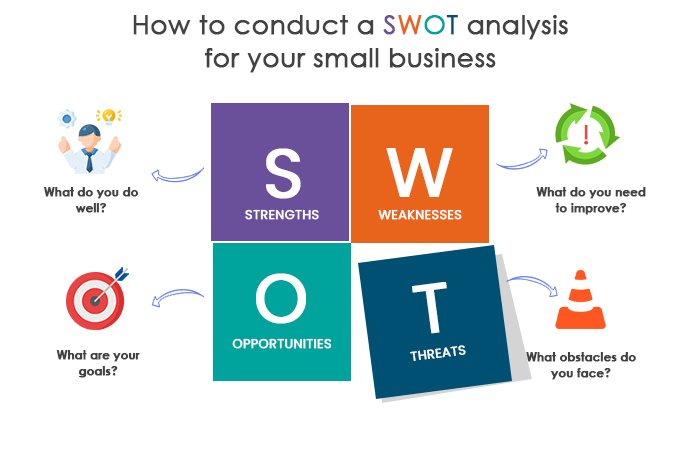 How to conduct a SWOT analysis
for your small business
What do you do
well?
S
STRENGTHS
W
WEAKNESSES
!
What do you need
to improve?
What are your
goals?
O
OPPORTUNITIES
T
THREATS
What obstacles do
you face?